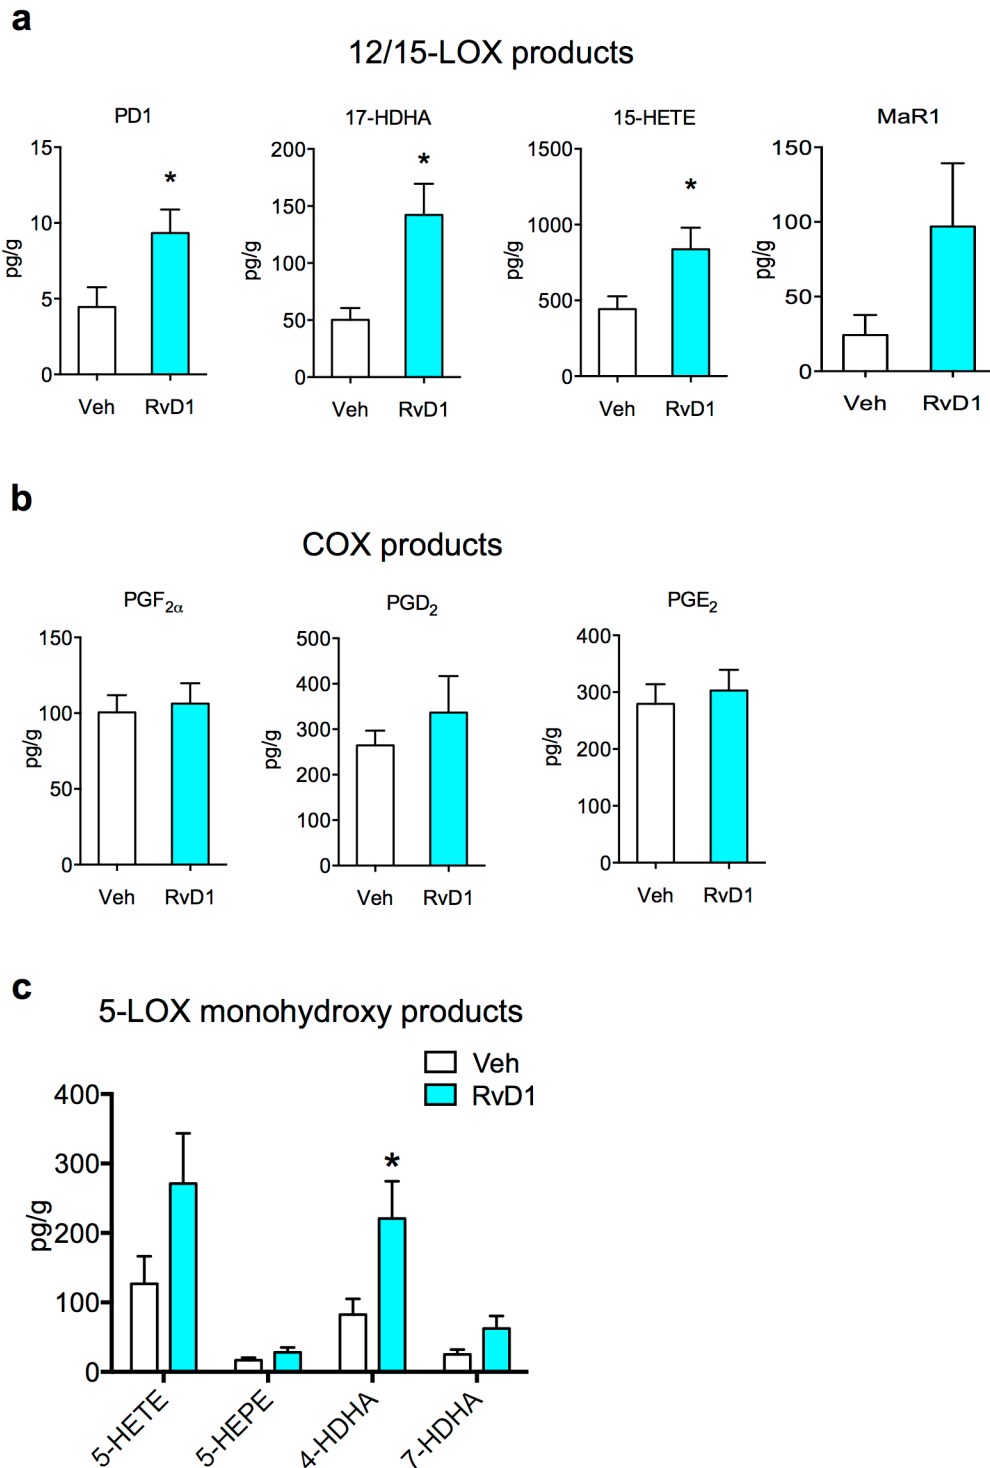 a
12/15-LOX products
PD1
17-HDHA
15-HETE
MaR1
15
10
5
0
pg/g
Veh RvD1
*
200
150
100
50
0
pg/g
Veh RvD1
*
1500
1000
500
0
pg/g
Veh RvD1
*
150
100
50
0
pg/g
Veh RvD1
b
COX products
PGF2α
150
100
50
0
pg/g
Veh RvD1
PGD2
500
400
300
200
100
0
pg/g
Veh RvD1
PGE2
400
300
200
100
0
pg/g
Veh RvD1
c
5-LOX monohydroxy products
Veh
RvD1
400
300
200
100
0
pg/g
*
5-HETE
5-HEPE
4-HDHA
7-HDHA